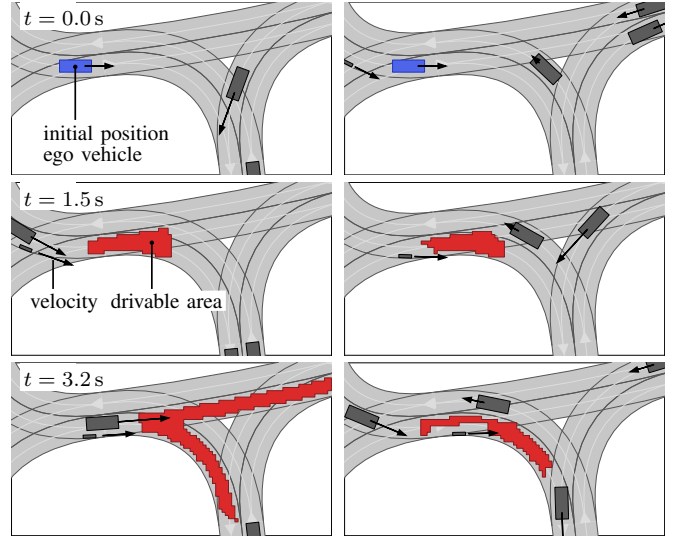 t = 0.0 s
initial position
ego vehicle
t = 1.5 s
velocity drivable area
t = 3.2 s